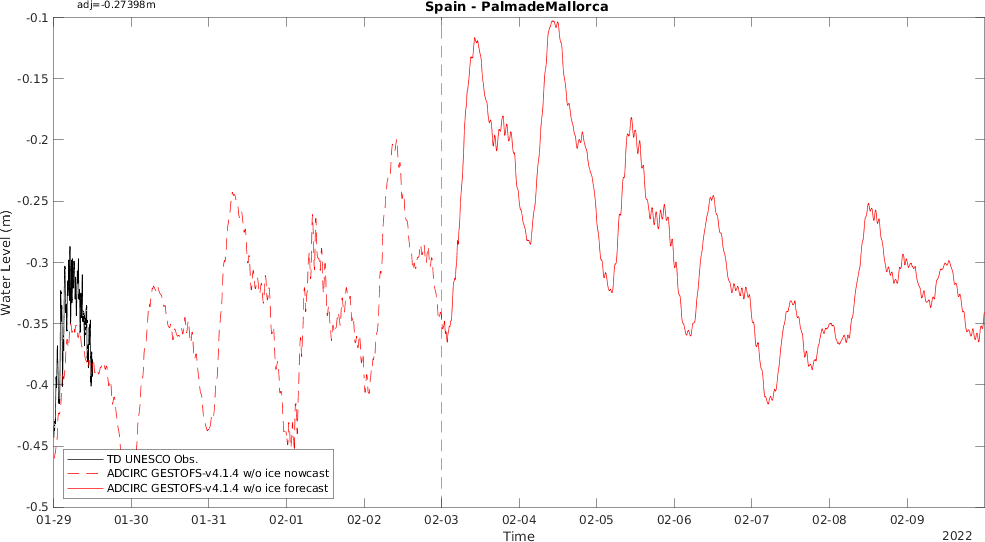 adj=-0.27398m
Spain - PalmadeMallorca
-0.1
-0.15
-0.2
-0.25
-0.3
-0.35
-0.4
-0.45
-0.5
Water Level (m)
TD UNESCO Obs.
ADCIRC GESTOFS-v4.1.4 w/o ice nowcast
ADCIRC GESTOFS-v4.1.4 w/o ice forecast
01-29 01-30 01-31 02-01 02-02 02-03 02-04 02-05 02-06 02-07 02-08 02-09
Time
2022